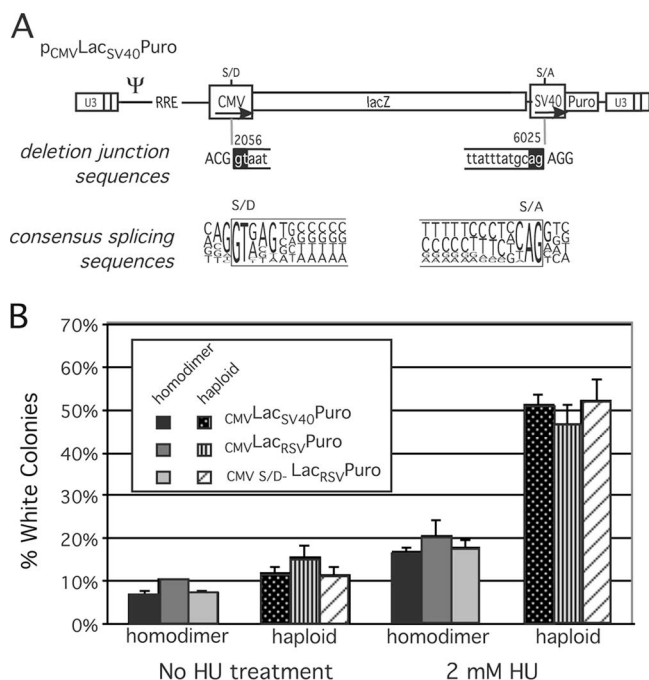 A
pCMVLacSV40Puro
S/D S/A
U3 Ψ RRE CMV lacZ SV40 Puro U3
deletion junction sequences
2056 6025
ACG gtaat ttatttatgcag AGG
S/D S/A
consensus splicing sequences
B
70%
60%
50%
40%
30%
20%
10%
0%
% White Colonies
homodimer haploid
CMVLacSV40Puro
CMVLacRSVPuro
CMV S/D- LacRSVPuro
homodimer haploid homodimer haploid
No HU treatment 2 mM HU